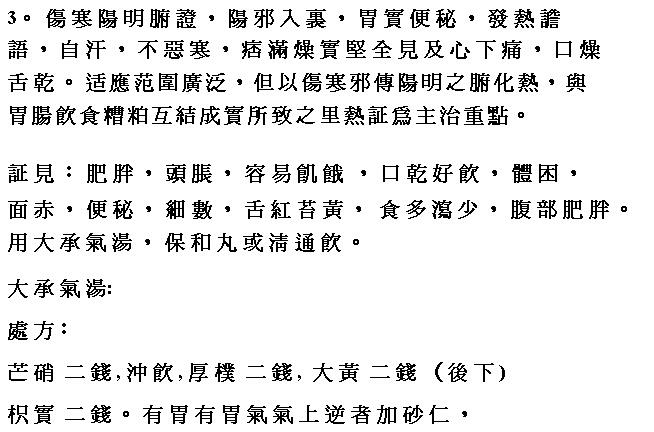 3。傷寒陽明腑證，陽邪入裏，胃實便秘，發熱譫
語，自汗，不惡寒，痞滿燥實堅全見及心下痛，口燥
舌乾。适應范圍廣泛，但以傷寒邪傳陽明之腑化熱，與
胃腸飲食糟粕互結成實所致之里熱証爲主治重點。
証見：肥胖，頭脹，容易飢餓，口乾好飲，體困，
面赤，便秘，細數，舌紅苔黃，食多瀉少，腹部肥胖。
用大承氣湯，保和丸或清通飲。
大承氣湯:
處方：
芒硝 二錢,沖飲,厚樸 二錢, 大黃 二錢 （後下）
枳實 二錢。有胃有胃氣氣上逆者加砂仁，